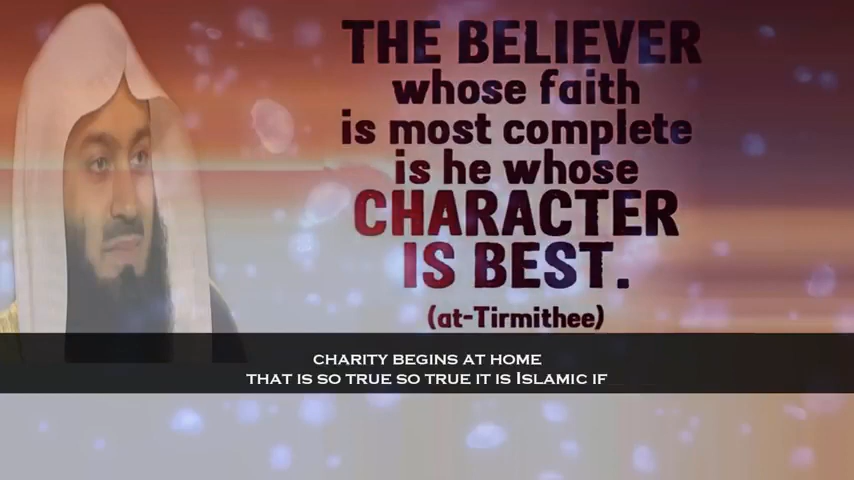 THE BELIEVER
whose faith
is most complete
is he whose
CHARACTER
IS BEST.
(at-Tirmithee)
CHARITY BEGINS AT HOME
THAT IS SO TRUE SO TRUE IT IS ISLAMIC IF